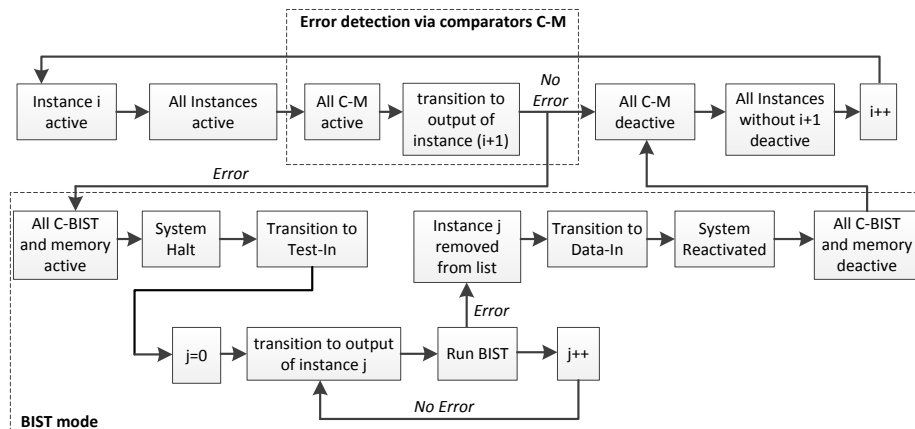 Error detection via comparators C-M
Instance i
active
All Instances
active
All C-M
active
transition to
output of
instance (i+1)
No
Error
All C-M
deactive
All Instances
without i+1
deactive
i++
Error
All C-BIST
and memory
active
System
Halt
Transition to
Test-In
Instance j
removed
from list
Transition to
Data-In
System
Reactivated
All C-BIST
and memory
deactive
Error
j=0
transition to output
of instance j
Run BIST
j++
No Error
BIST mode